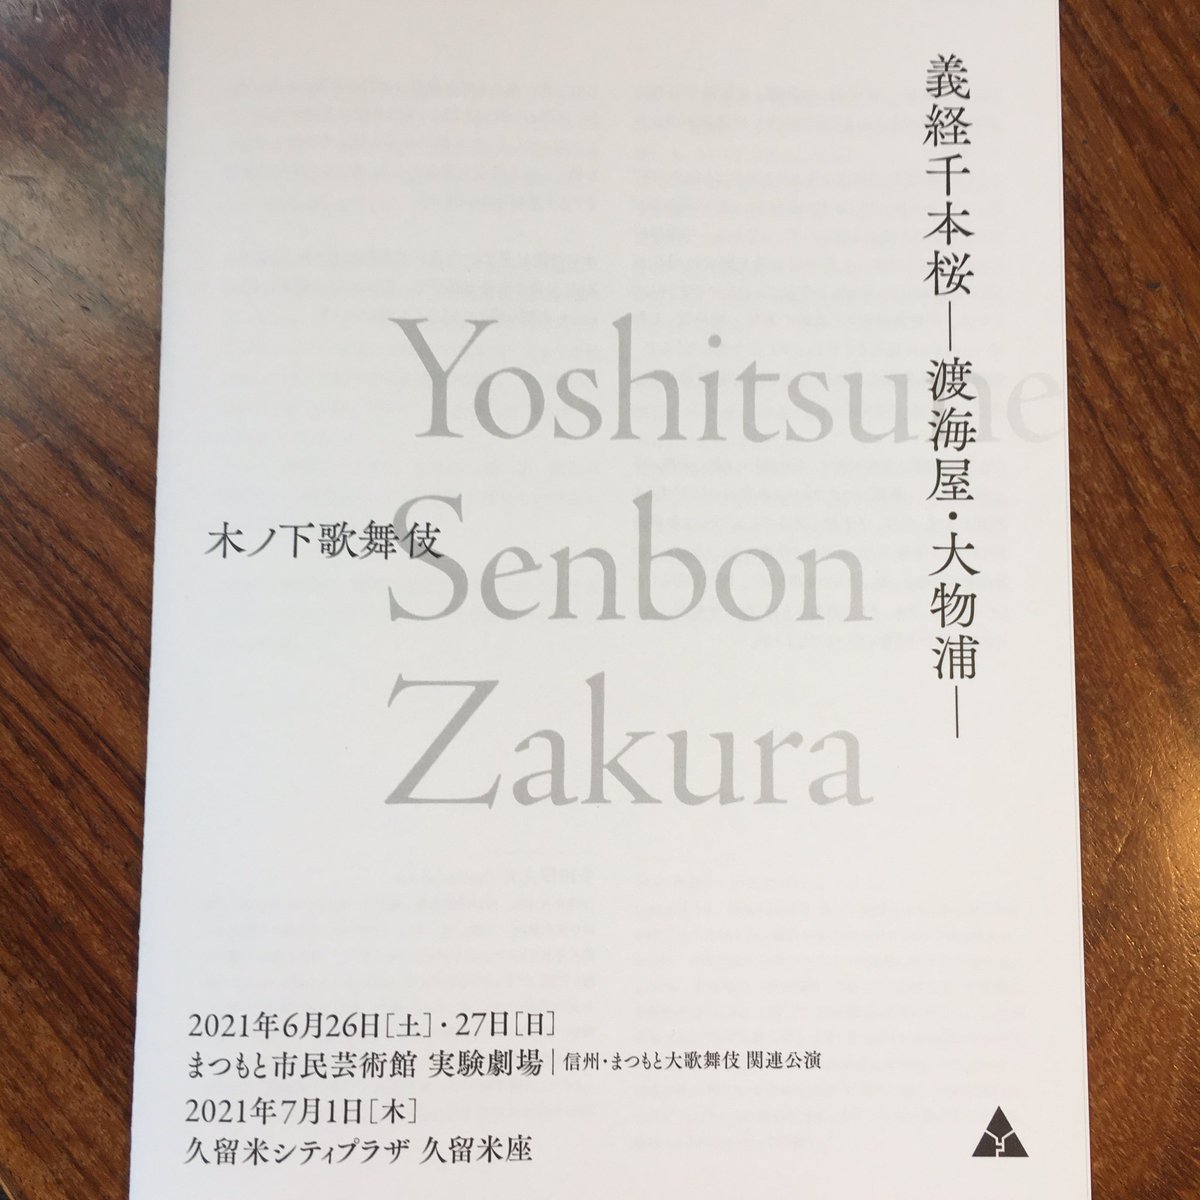 義経千本桜―渡海屋・大物浦―
Yoshitsune
Senbon
Zakura
木ノ下歌舞伎
2021年6月26日[土]・27日[日]
まつもと市民芸術館 実験劇場|信州・まつもと大歌舞伎 関連公演
2021年7月1日[木]
久留米シティプラザ 久留米座